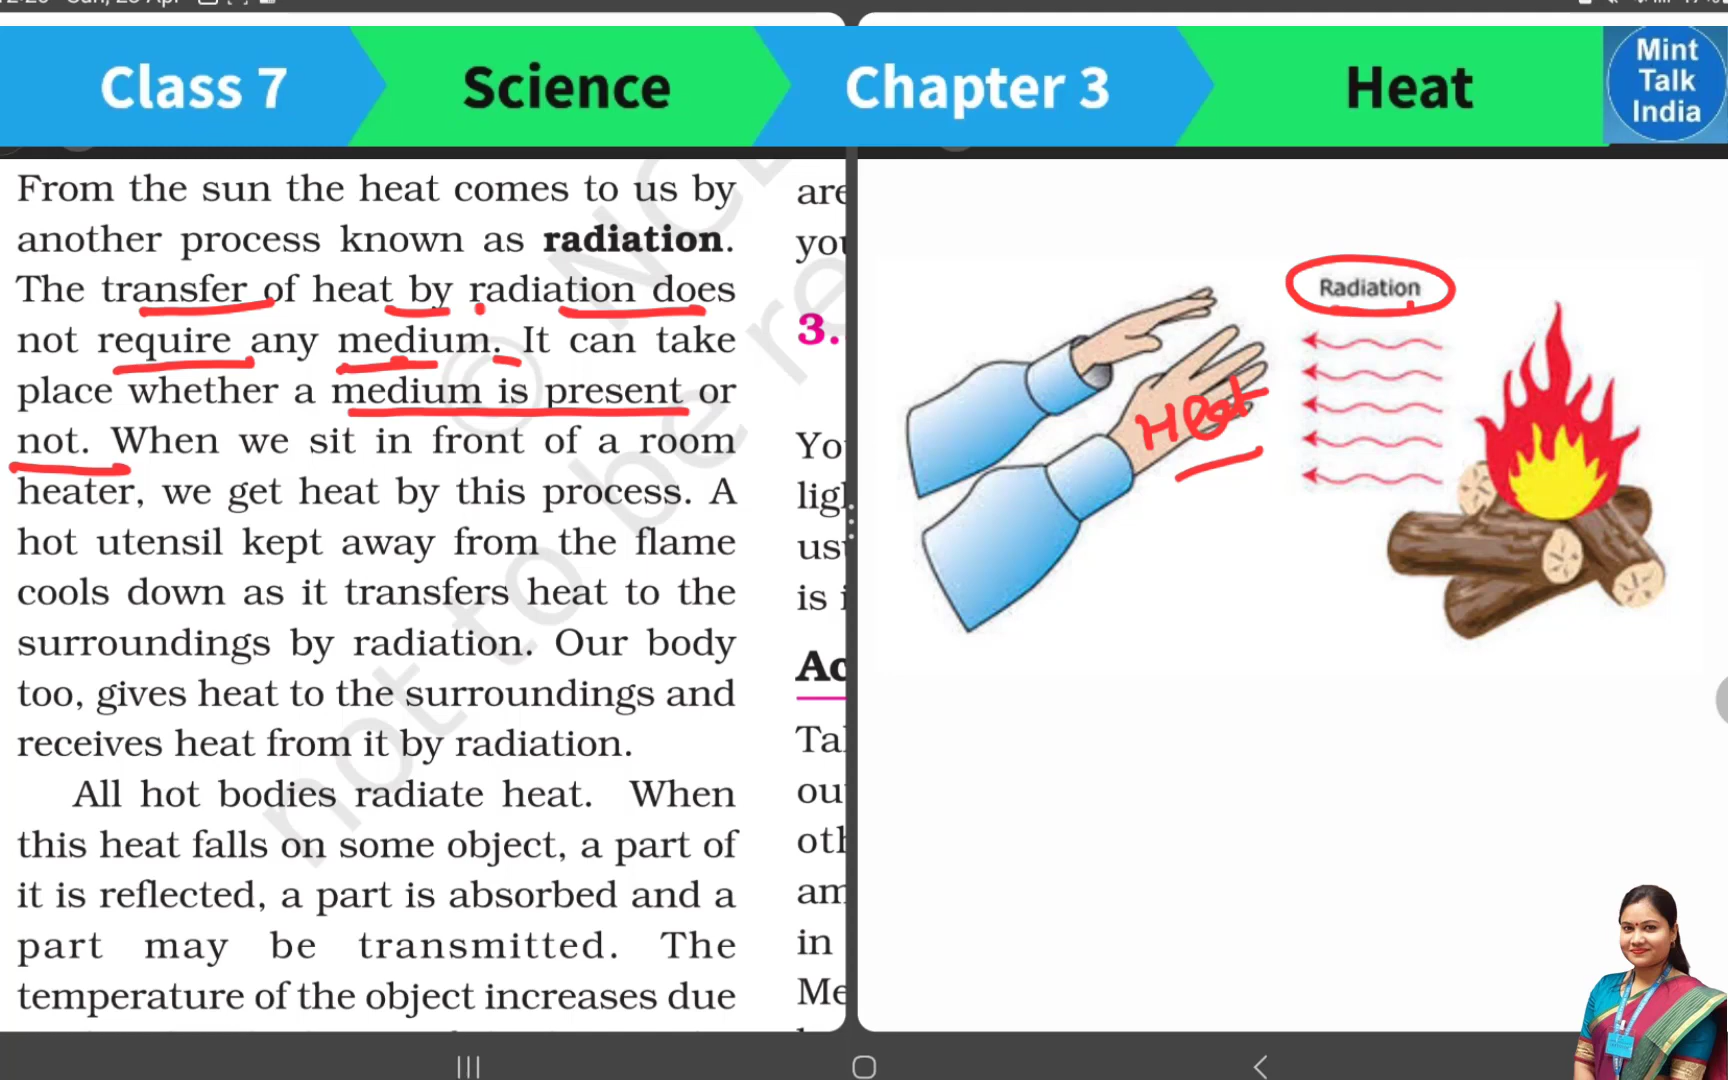 Class 7
Science
Chapter 3
Heat
Mint
Talk
India
From the sun the heat comes to us by
another process known as radiation.
The transfer of heat by radiation does
not require any medium. It can take
place whether a medium is present or
not. When we sit in front of a room
heater, we get heat by this process. A
hot utensil kept away from the flame
cools down as it transfers heat to the
surroundings by radiation. Our body
too, gives heat to the surroundings and
receives heat from it by radiation.
All hot bodies radiate heat. When
this heat falls on some object, a part of
it is reflected, a part is absorbed and a
part may be transmitted. The
temperature of the object increases due
are
3.
is
in
not to be
Radiation
Heat